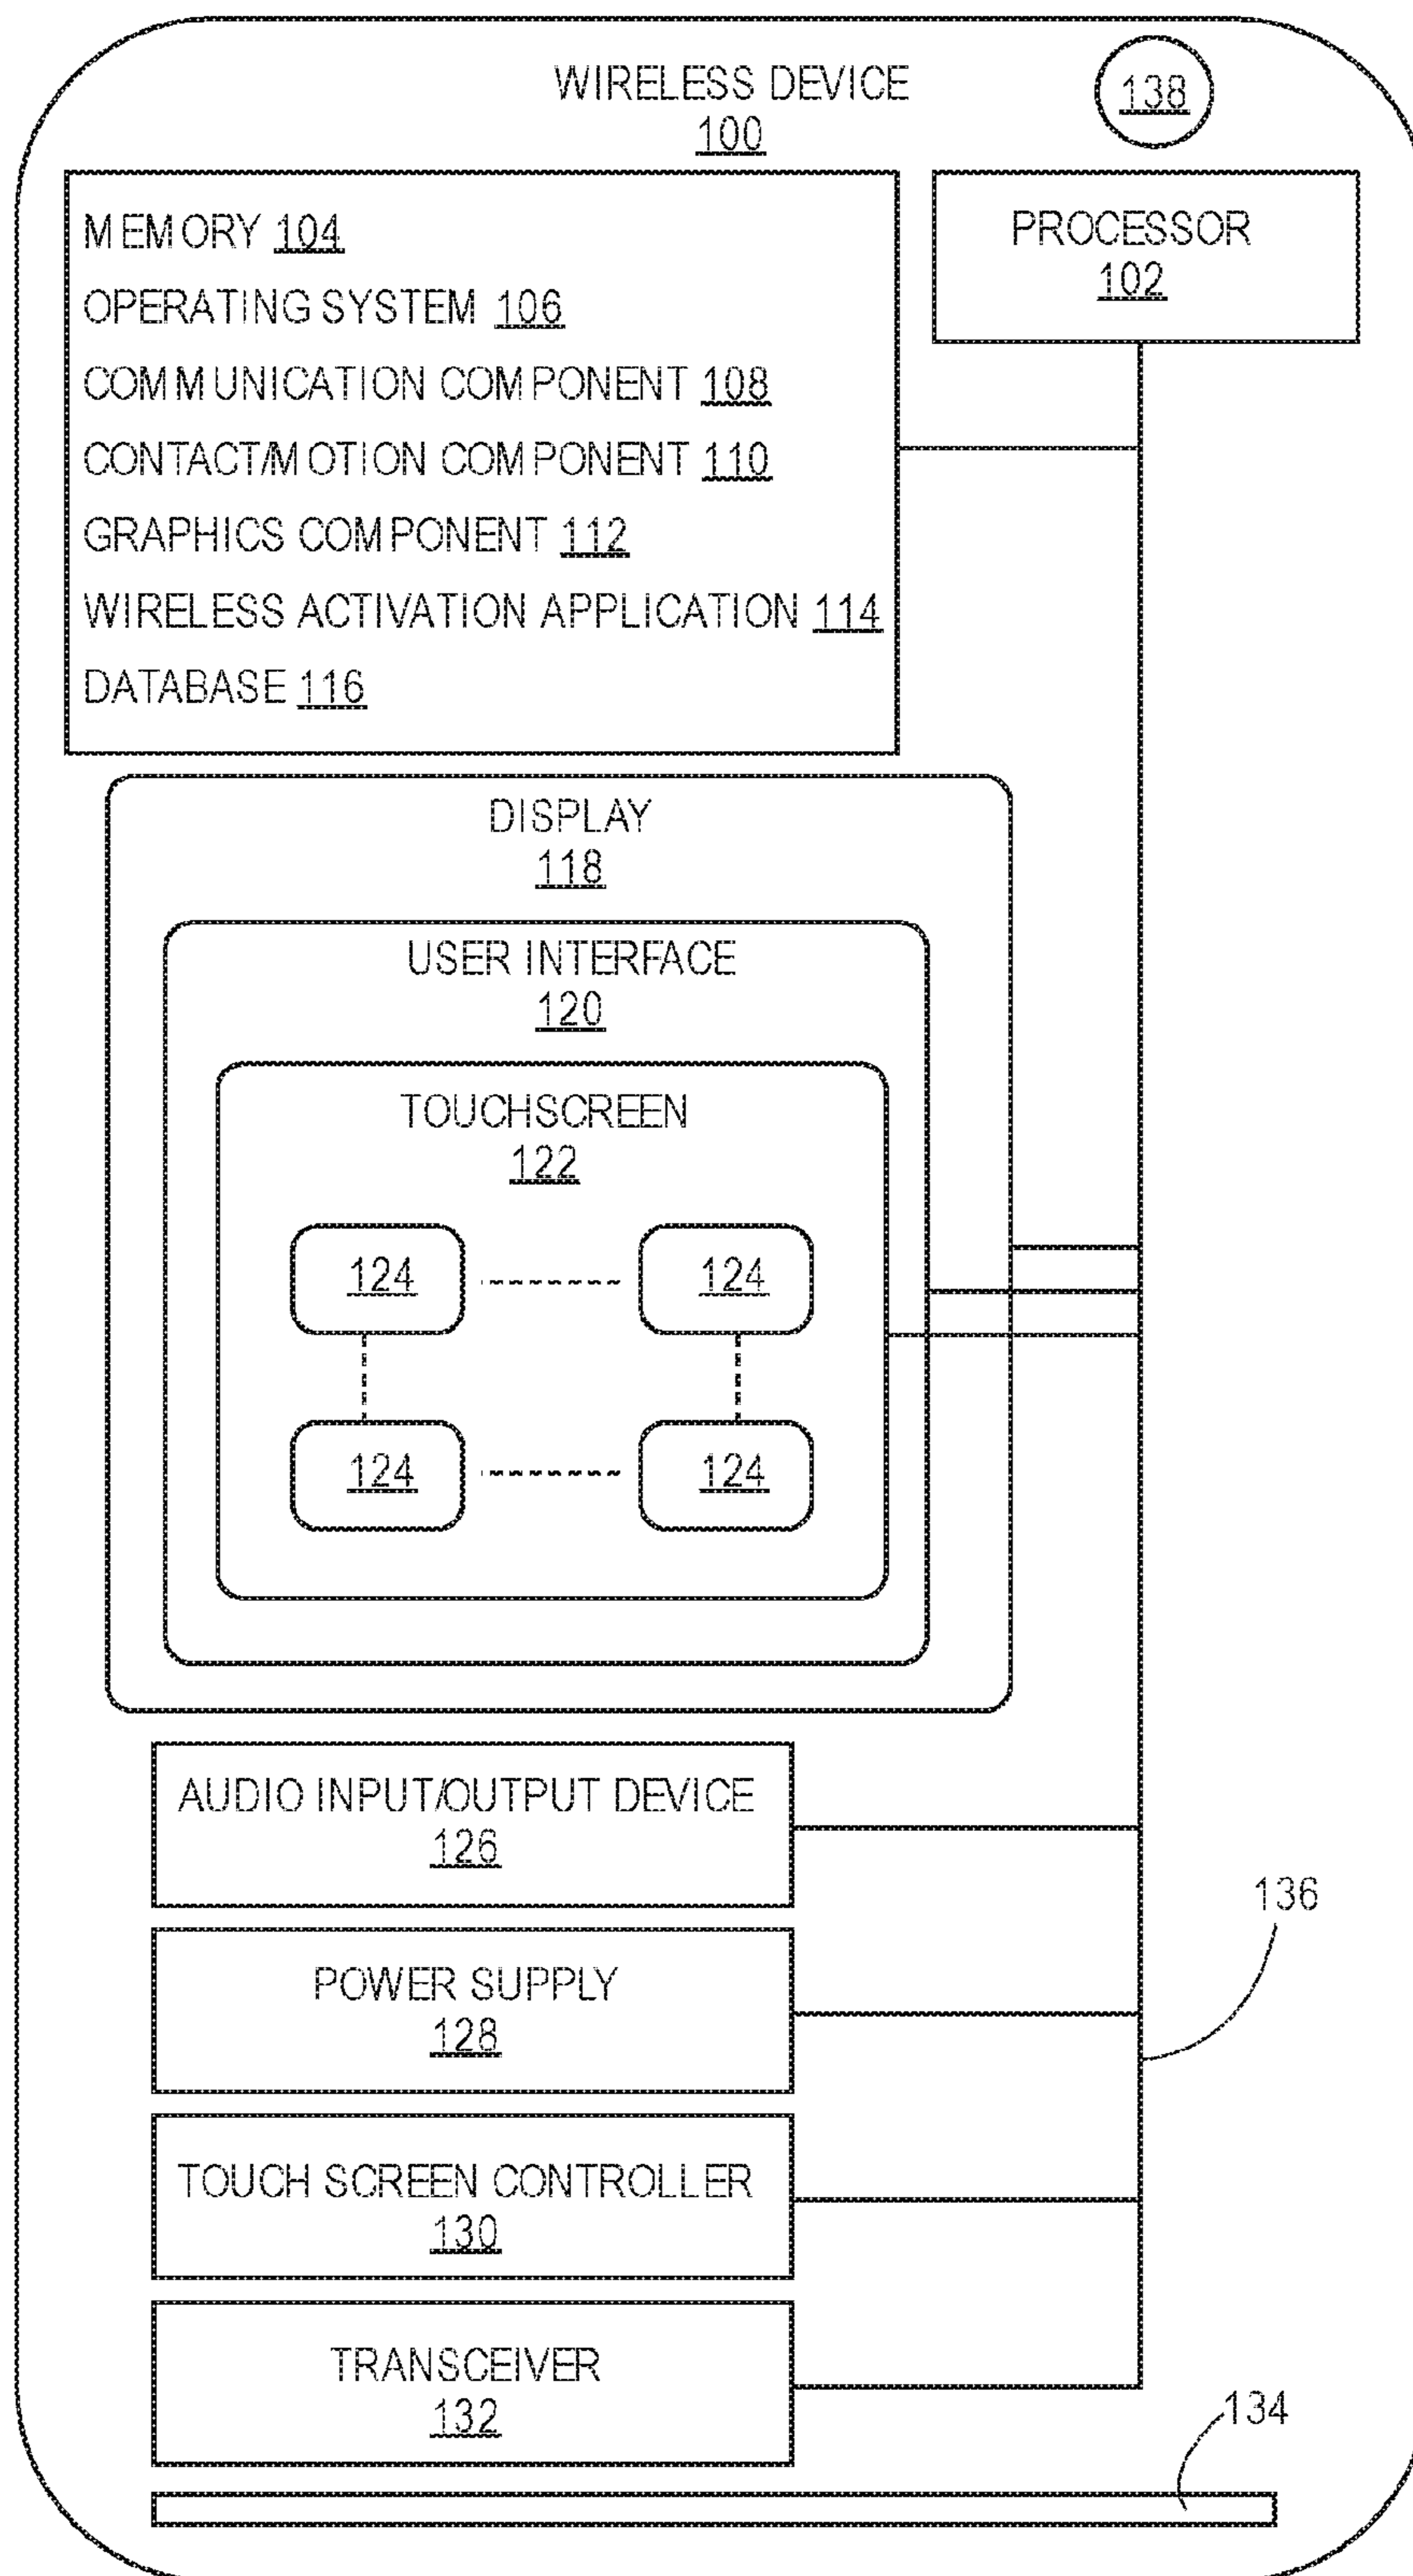 WIRELESS DEVICE
100
138
MEMORY 104
OPERATING SYSTEM 106
COMMUNICATION COMPONENT 108
CONTACT/MOTION COMPONENT 110
GRAPHICS COMPONENT 112
WIRELESS ACTIVATION APPLICATION 114
DATABASE 116
PROCESSOR
102
DISPLAY
118
USER INTERFACE
120
TOUCHSCREEN
122
124 124
124 124
AUDIO INPUT/OUTPUT DEVICE
126
136
POWER SUPPLY
128
TOUCH SCREEN CONTROLLER
130
TRANSCEIVER
132
134